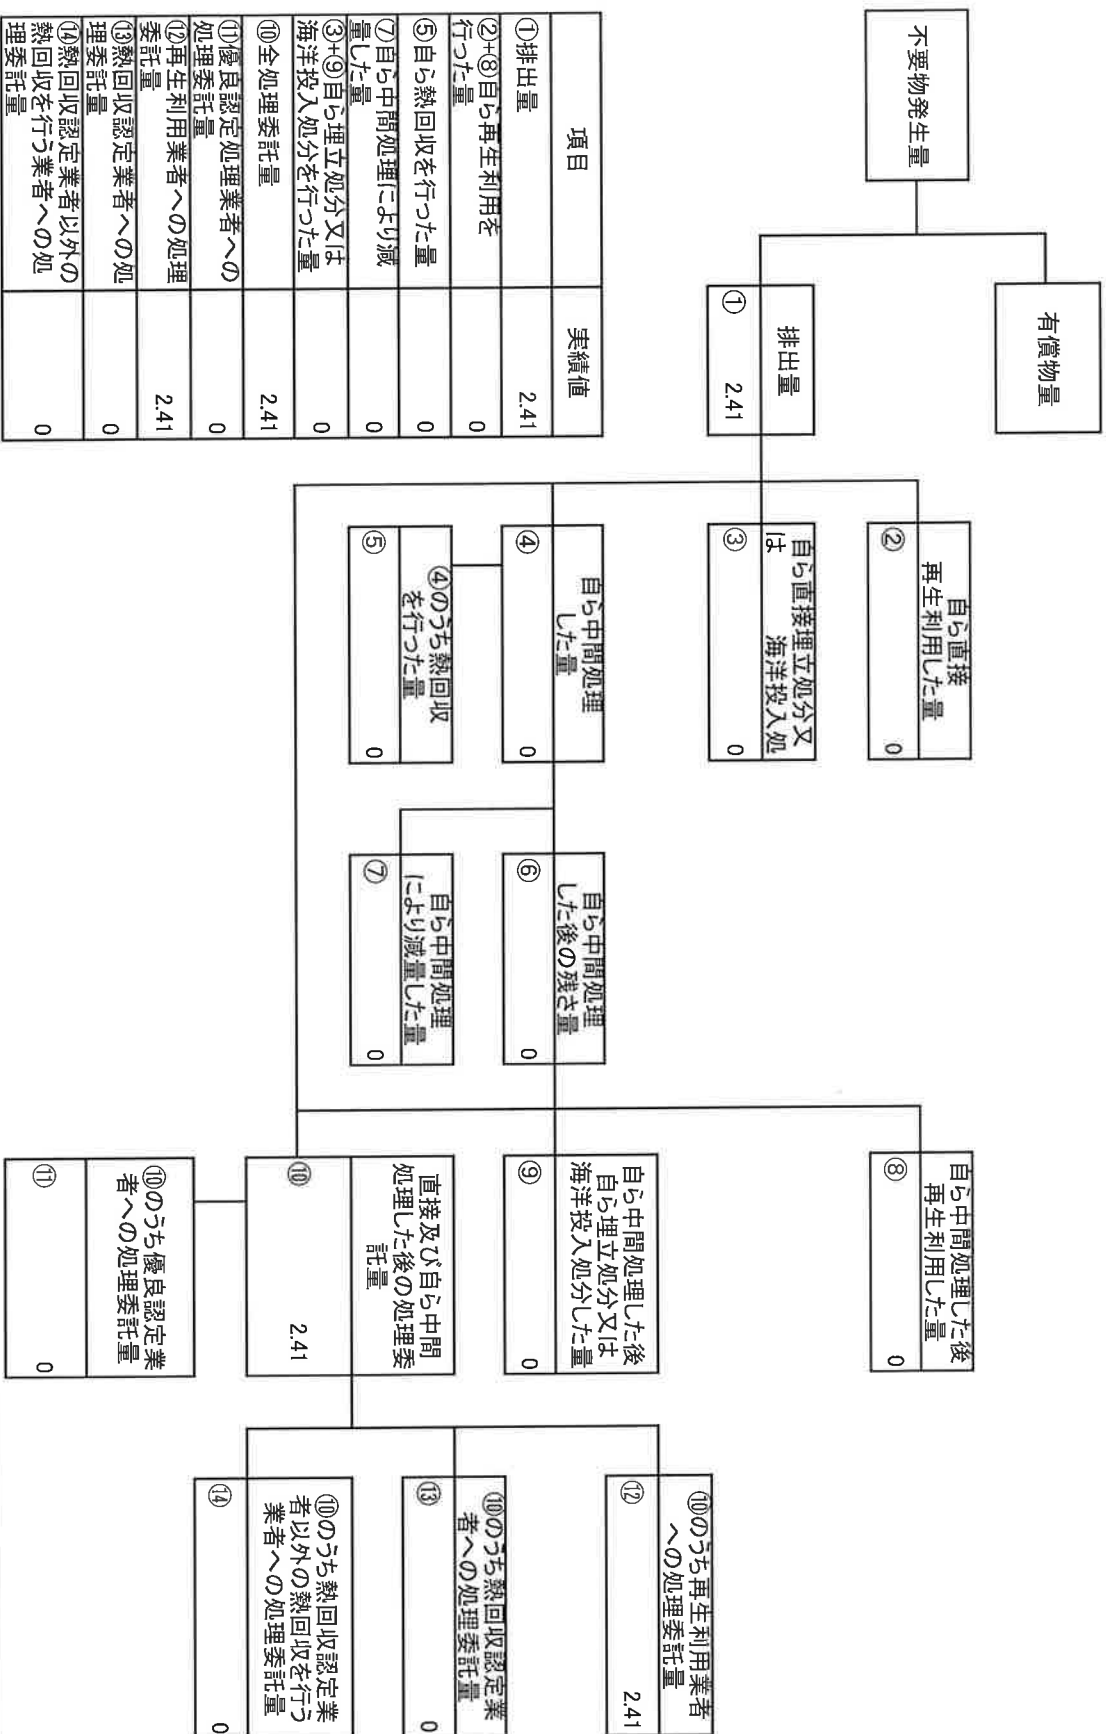 不要物発生量
有償物量
排出量
① 2.41
自ら直接
再生利用した量
② 0
自ら直接埋立処分又
は 海洋投入処
③ 0
自ら中間処理
した量
④ 0
④のうち熱回収
を行った量
⑤ 0
自ら中間処理
した後の残さ量
⑥ 0
自ら中間処理
により減量した量
⑦ 0
自ら中間処理した後
再生利用した量
⑧ 0
自ら中間処理した後
自ら埋立処分又は
海洋投入処分した量
⑨ 0
直接及び自ら中間
処理した後の処理委
託量
⑩ 2.41
⑩のうち優良認定業
者への処理委託量
⑪ 0
⑩のうち再生利用業者
への処理委託量
⑫ 2.41
⑩のうち熱回収認定業
者への処理委託量
⑬ 0
⑩のうち熱回収認定業
者以外の熱回収を行う
業者への処理委託量
⑭ 0
項目 実績値
①排出量 2.41
②+⑧自ら再生利用を
行った量 0
⑤自ら熱回収を行った量 0
⑦自ら中間処理により減
量した量 0
③+⑨自ら埋立処分又は
海洋投入処分を行った量 0
⑩全処理委託量 2.41
⑪優良認定処理業者への
処理委託量 0
⑫再生利用業者への処理
委託量 2.41
⑬熱回収認定業者への処
理委託量 0
⑭熱回収認定業者以外の
熱回収を行う業者への処
理委託量 0